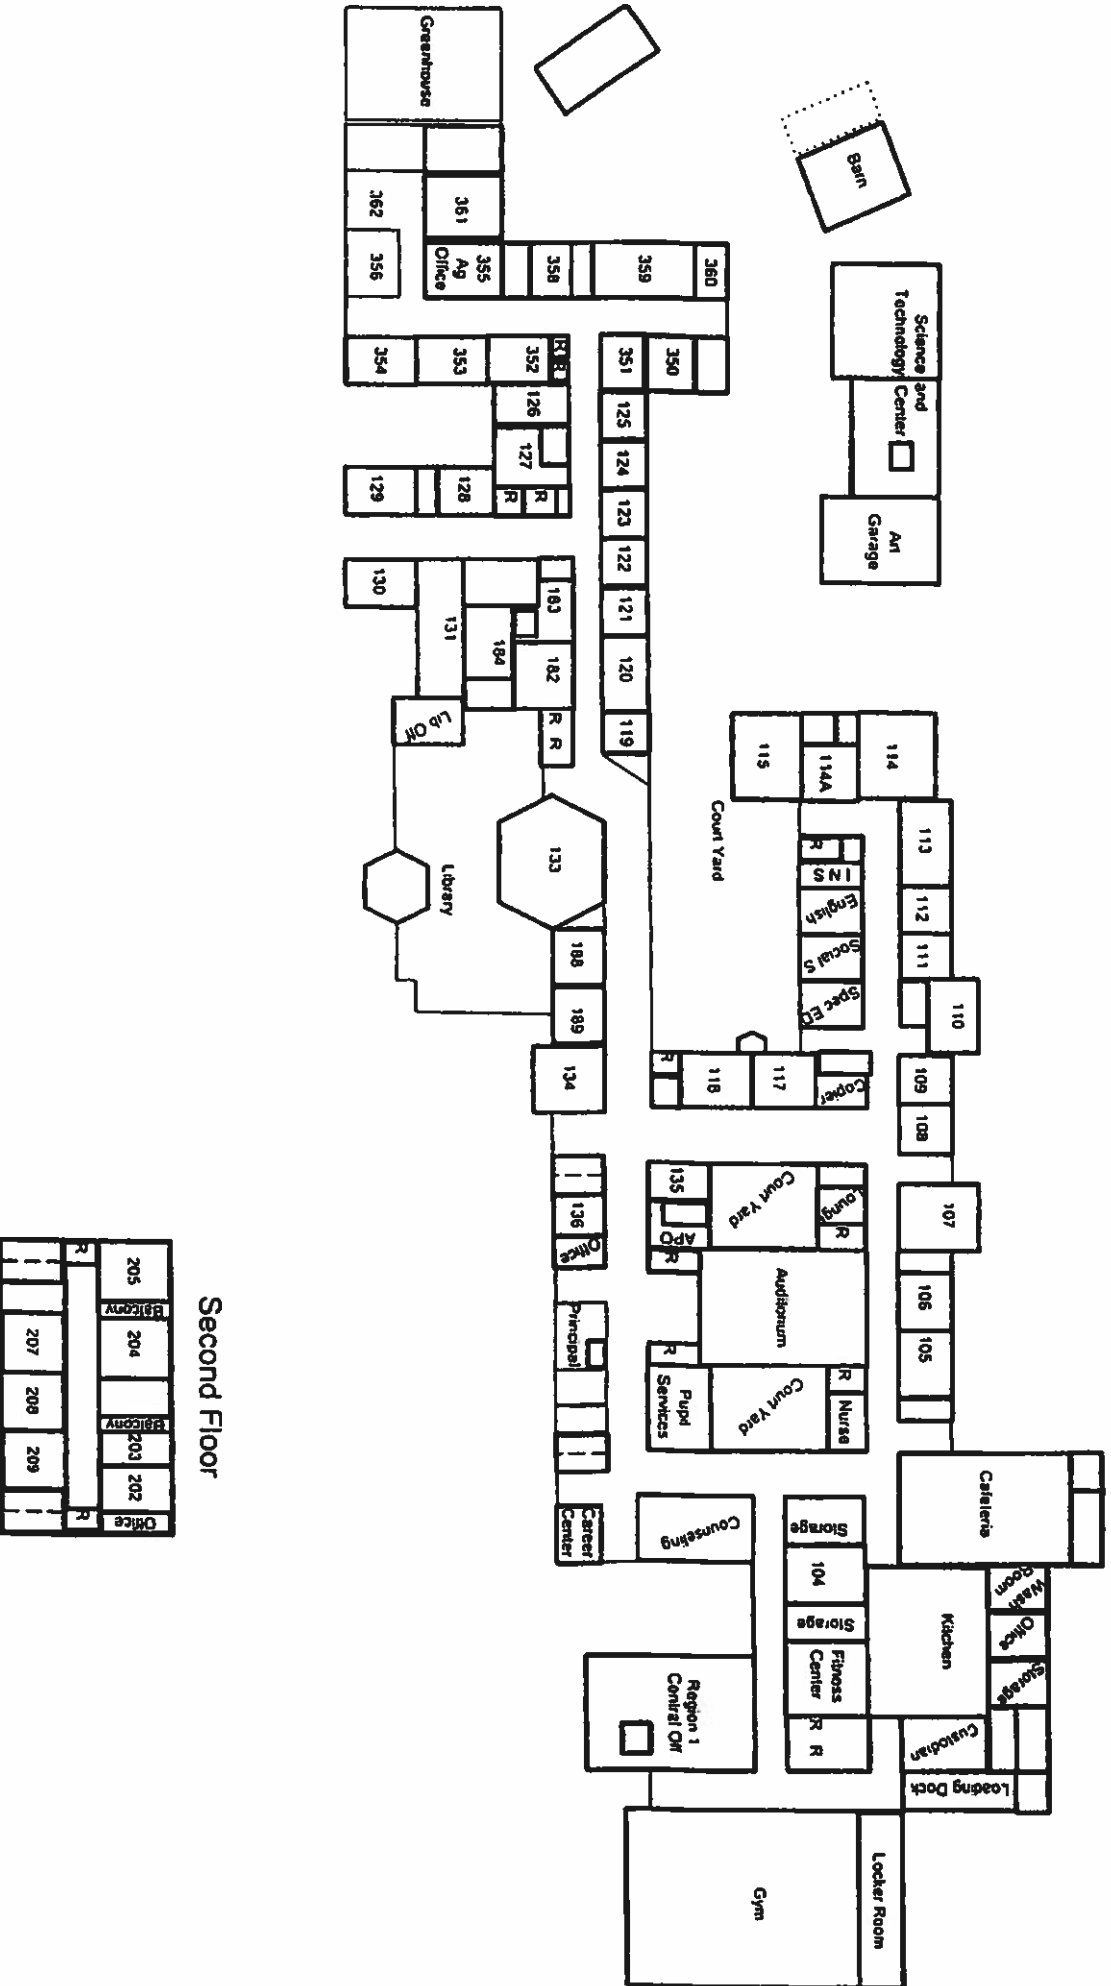 Barn
Science and
Technology Center
Art
Garage
Greenhouse
362
361
356
355
Ag
Office
358
359
360
354
353
352
R
R
351
350
126
127
125
124
123
122
121
120
119
129
128
R
R
130
131
183
184
182
R R
Lib Off
Library
133
188
189
134
115
114A
114
Court Yard
R
INS
English
Social S
Spec ED
113
112
111
110
109
108
107
106
105
R
118
117
Copier
135
APO
Court Yard
Loung
R
136
Office
R
Auditorium
Principal
R
Pupil
Services
Court Yard
R
Nurse
Career
Center
Counseling
Storage
104
Storage
Fitness
Center
R R
Cafeteria
Kitchen
Wash
Room
Office
Storage
Custodian
Loading Dock
Region 1
Central Off
Gym
Locker Room
Second Floor
205
Balcony
204
Balcony
203
202
Office
R
R
207
208
209